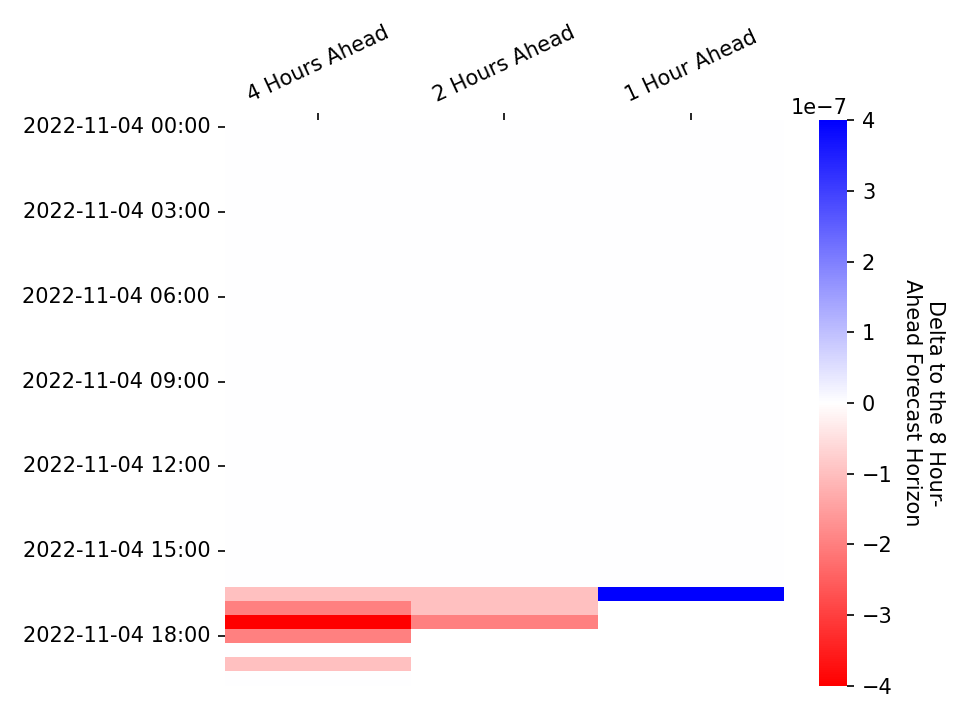 4 Hours Ahead
2 Hours Ahead
1 Hour Ahead
1e−7
2022-11-04 00:00
2022-11-04 03:00
2022-11-04 06:00
2022-11-04 09:00
2022-11-04 12:00
2022-11-04 15:00
2022-11-04 18:00
4
3
2
1
0
−1
−2
−3
−4
Delta to the 8 Hour-
Ahead Forecast Horizon